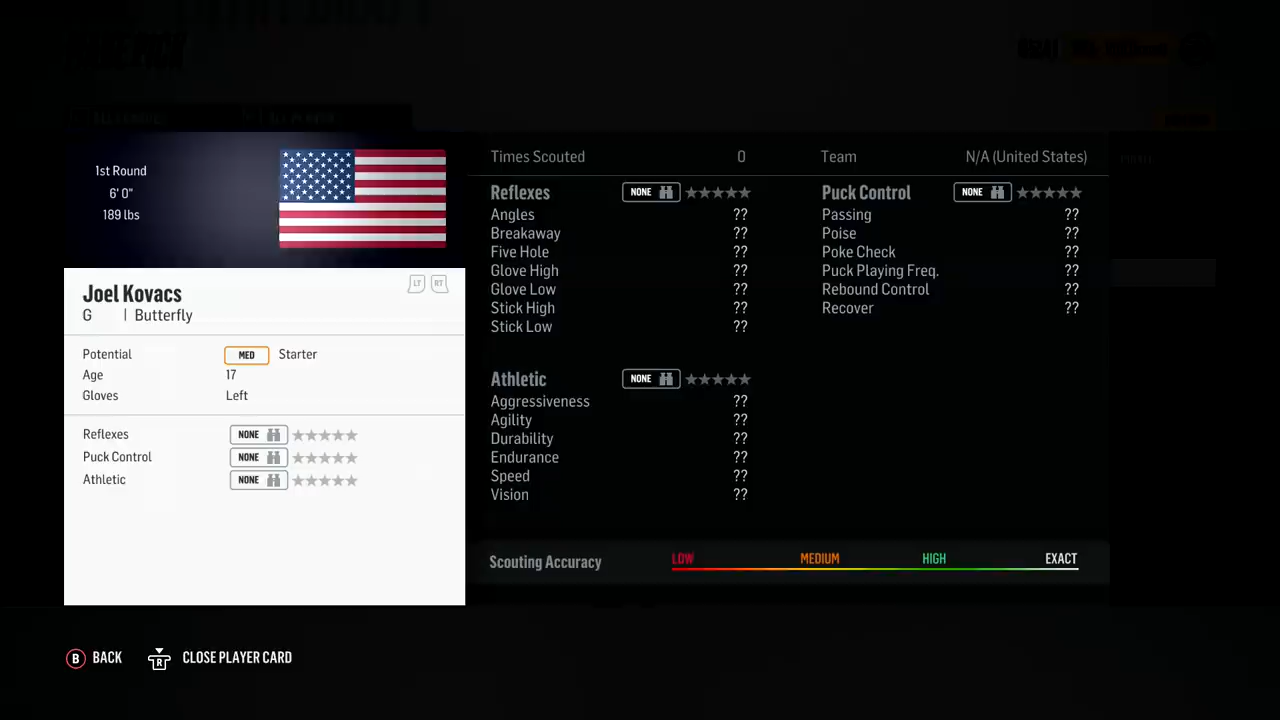 1st Round
6' 0"
189 lbs
Joel Kovacs
LT RT
G | Butterfly
Potential MED Starter
Age 17
Gloves Left
Reflexes NONE
Puck Control NONE
Athletic NONE
Times Scouted 0
Team N/A (United States)
Reflexes NONE
Angles ??
Breakaway ??
Five Hole ??
Glove High ??
Glove Low ??
Stick High ??
Stick Low ??
Puck Control NONE
Passing ??
Poise ??
Poke Check ??
Puck Playing Freq. ??
Rebound Control ??
Recover ??
Athletic NONE
Aggressiveness ??
Agility ??
Durability ??
Endurance ??
Speed ??
Vision ??
Scouting Accuracy LOW MEDIUM HIGH EXACT
B BACK R CLOSE PLAYER CARD